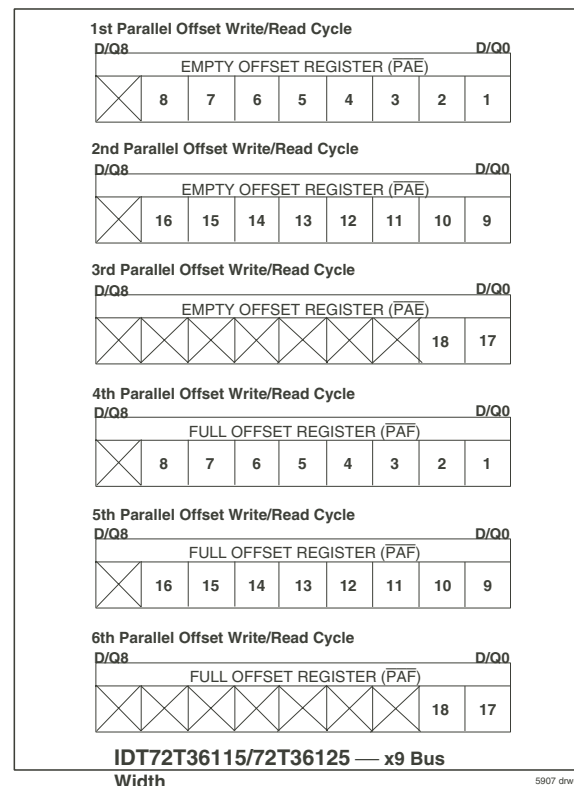 1st Parallel Offset Write/Read Cycle
D/Q8 D/Q0
EMPTY OFFSET REGISTER (PAE)
8 7 6 5 4 3 2 1
2nd Parallel Offset Write/Read Cycle
D/Q8 D/Q0
EMPTY OFFSET REGISTER (PAE)
16 15 14 13 12 11 10 9
3rd Parallel Offset Write/Read Cycle
D/Q8 D/Q0
EMPTY OFFSET REGISTER (PAE)
18 17
4th Parallel Offset Write/Read Cycle
D/Q8 D/Q0
FULL OFFSET REGISTER (PAF)
8 7 6 5 4 3 2 1
5th Parallel Offset Write/Read Cycle
D/Q8 D/Q0
FULL OFFSET REGISTER (PAF)
16 15 14 13 12 11 10 9
6th Parallel Offset Write/Read Cycle
D/Q8 D/Q0
FULL OFFSET REGISTER (PAF)
18 17
IDT72T36115/72T36125 — x9 Bus
Width
5907 drw